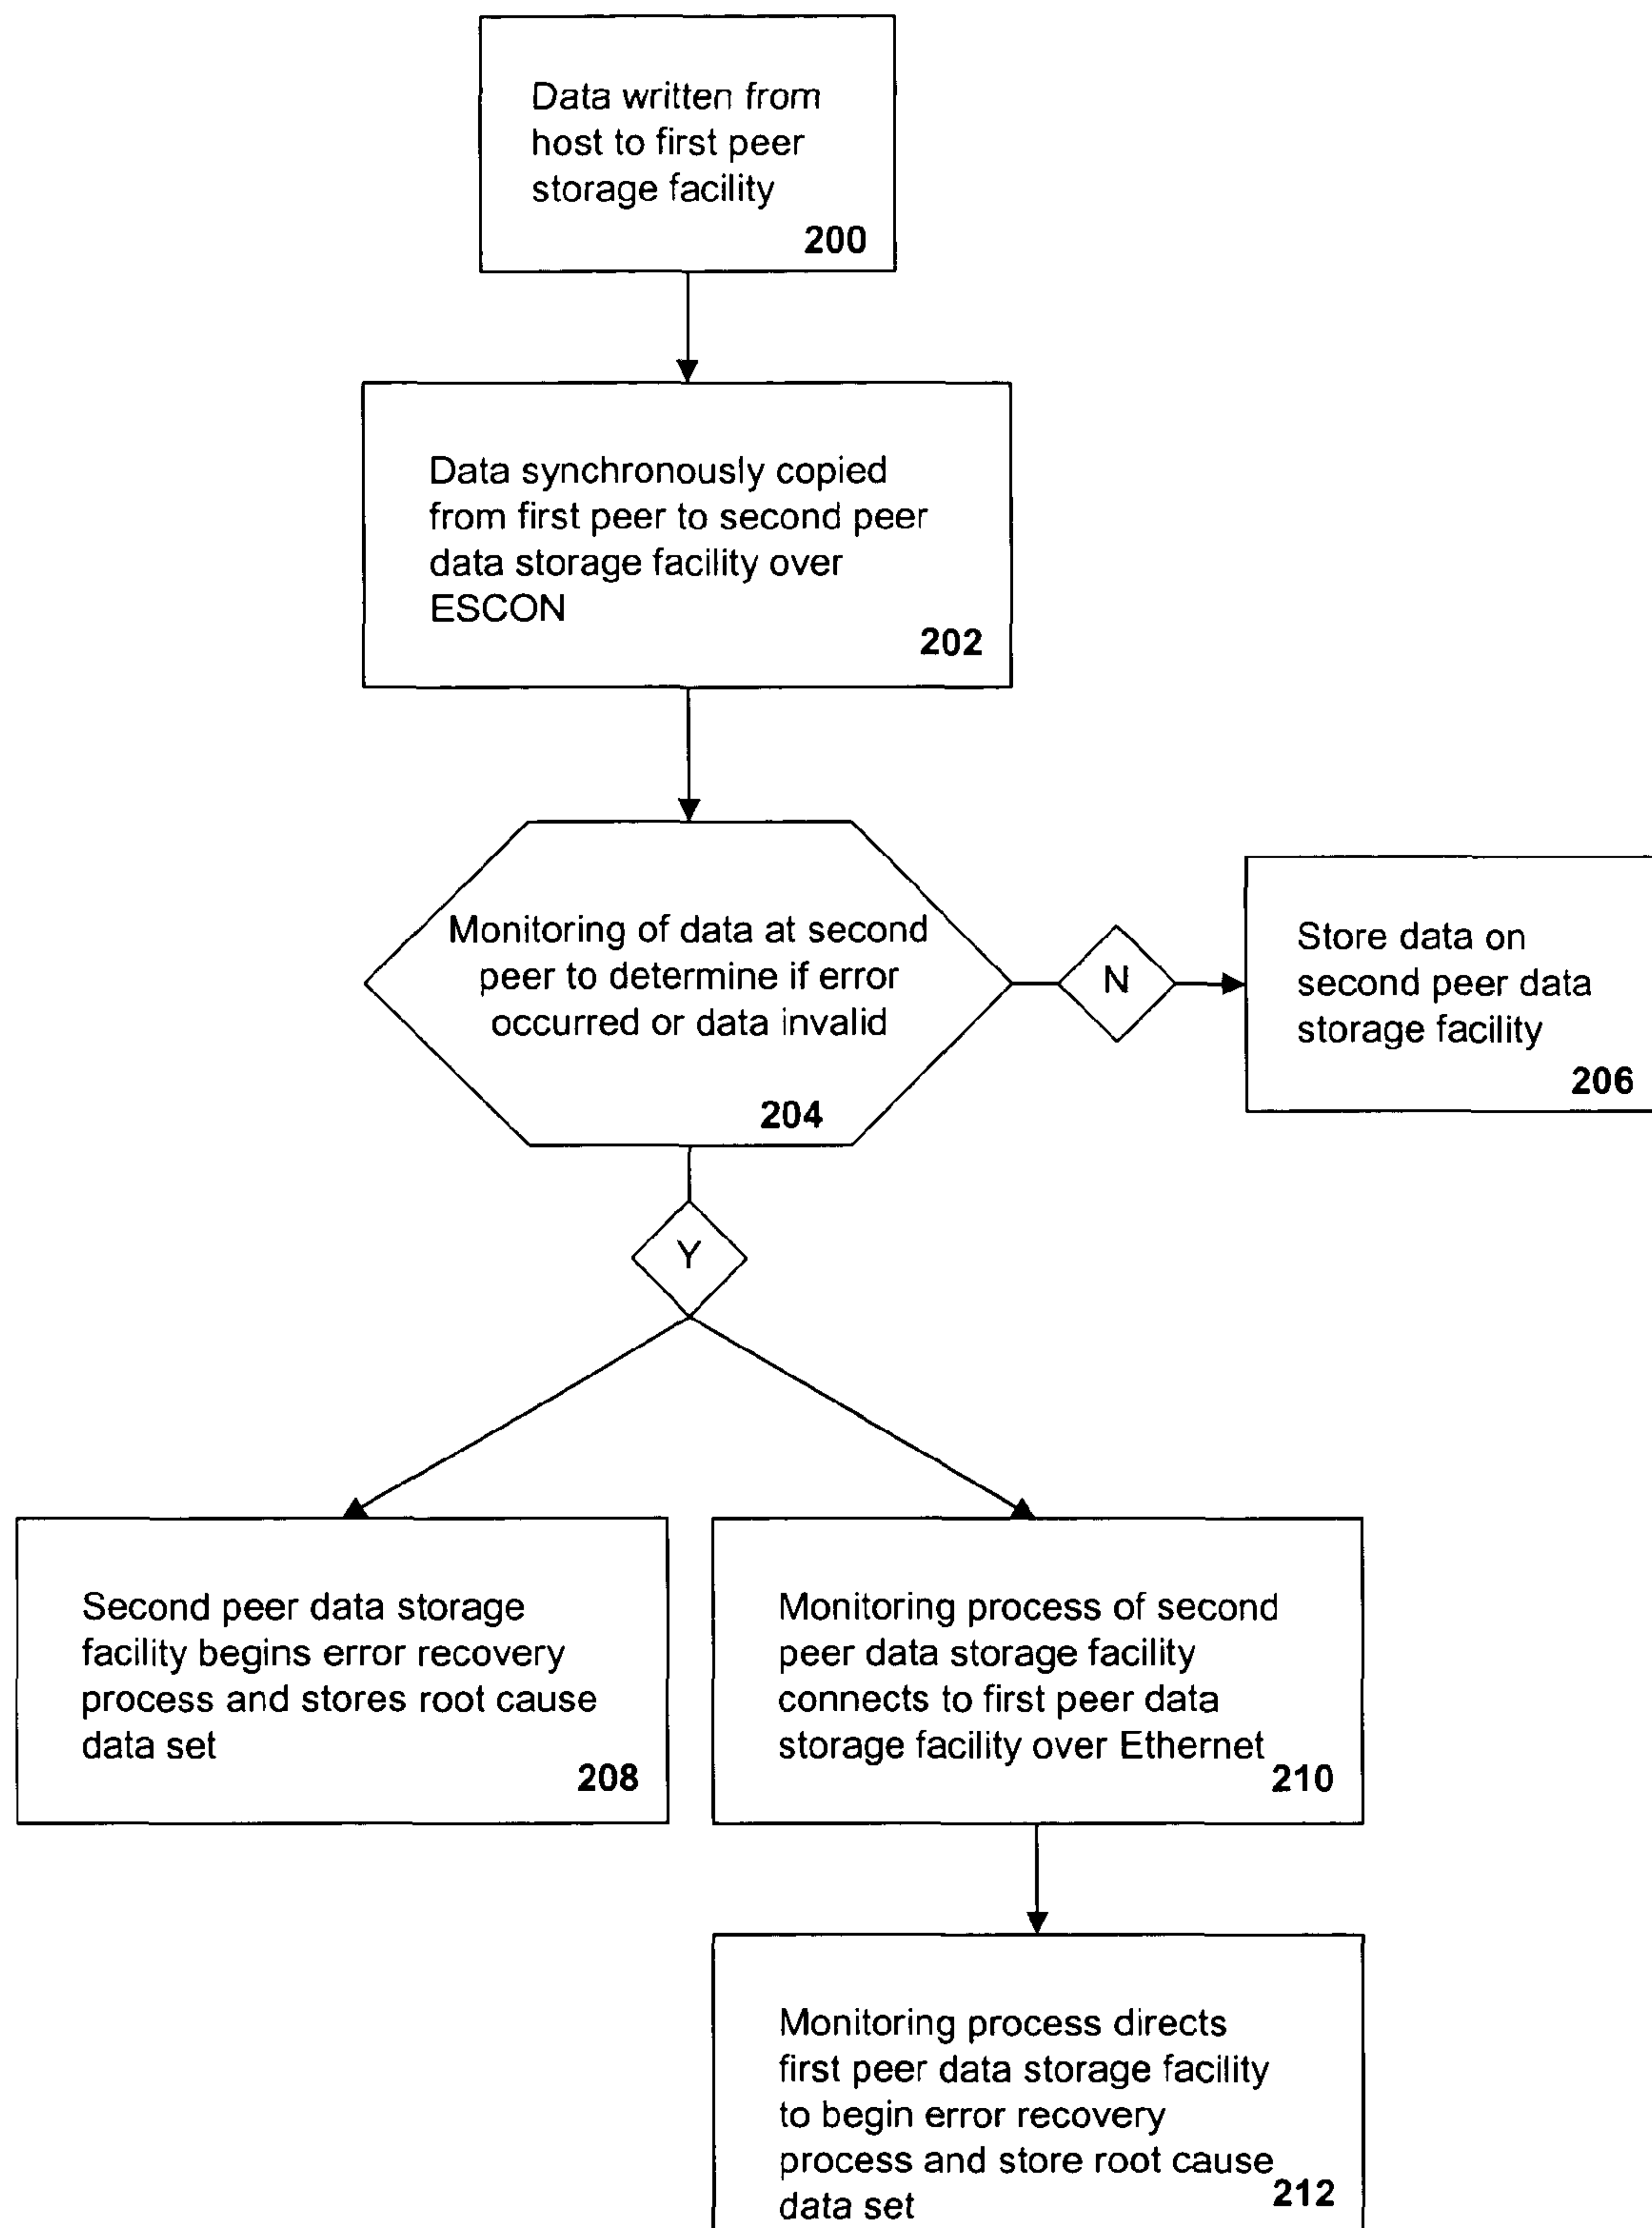 Data written from
host to first peer
storage facility
200
Data synchronously copied
from first peer to second peer
data storage facility over
ESCON
202
Monitoring of data at second
peer to determine if error
occurred or data invalid
204
N
Store data on
second peer data
storage facility
206
Y
Second peer data storage
facility begins error recovery
process and stores root cause
data set
208
Monitoring process of second
peer data storage facility
connects to first peer data
storage facility over Ethernet
210
Monitoring process directs
first peer data storage facility
to begin error recovery
process and store root cause
data set
212